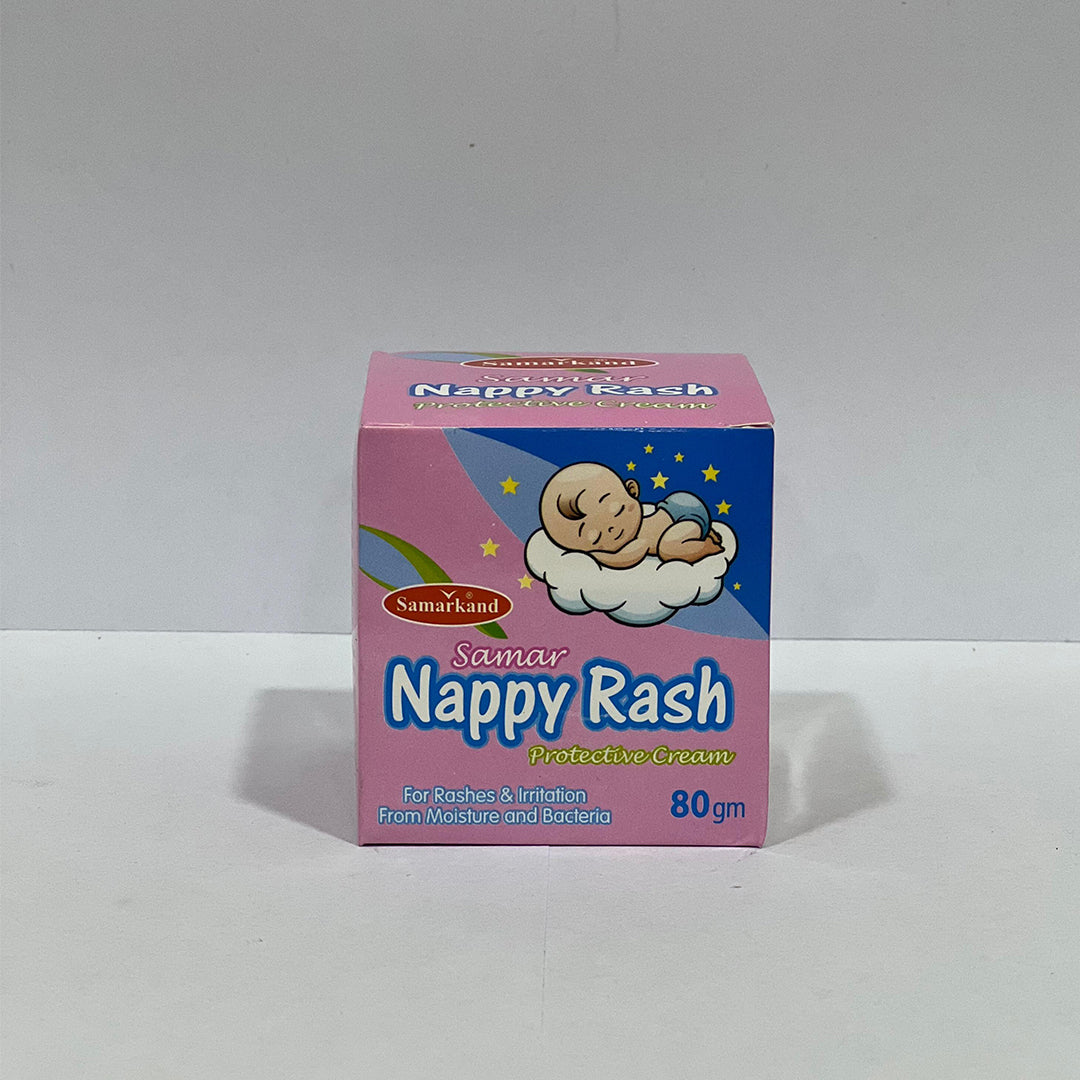 Samarkand
Samar
Nappy Rash
Protective Cream
Samarkand®
Samar
Nappy Rash
Protective Cream
For Rashes & Irritation
From Moisture and Bacteria
80gm